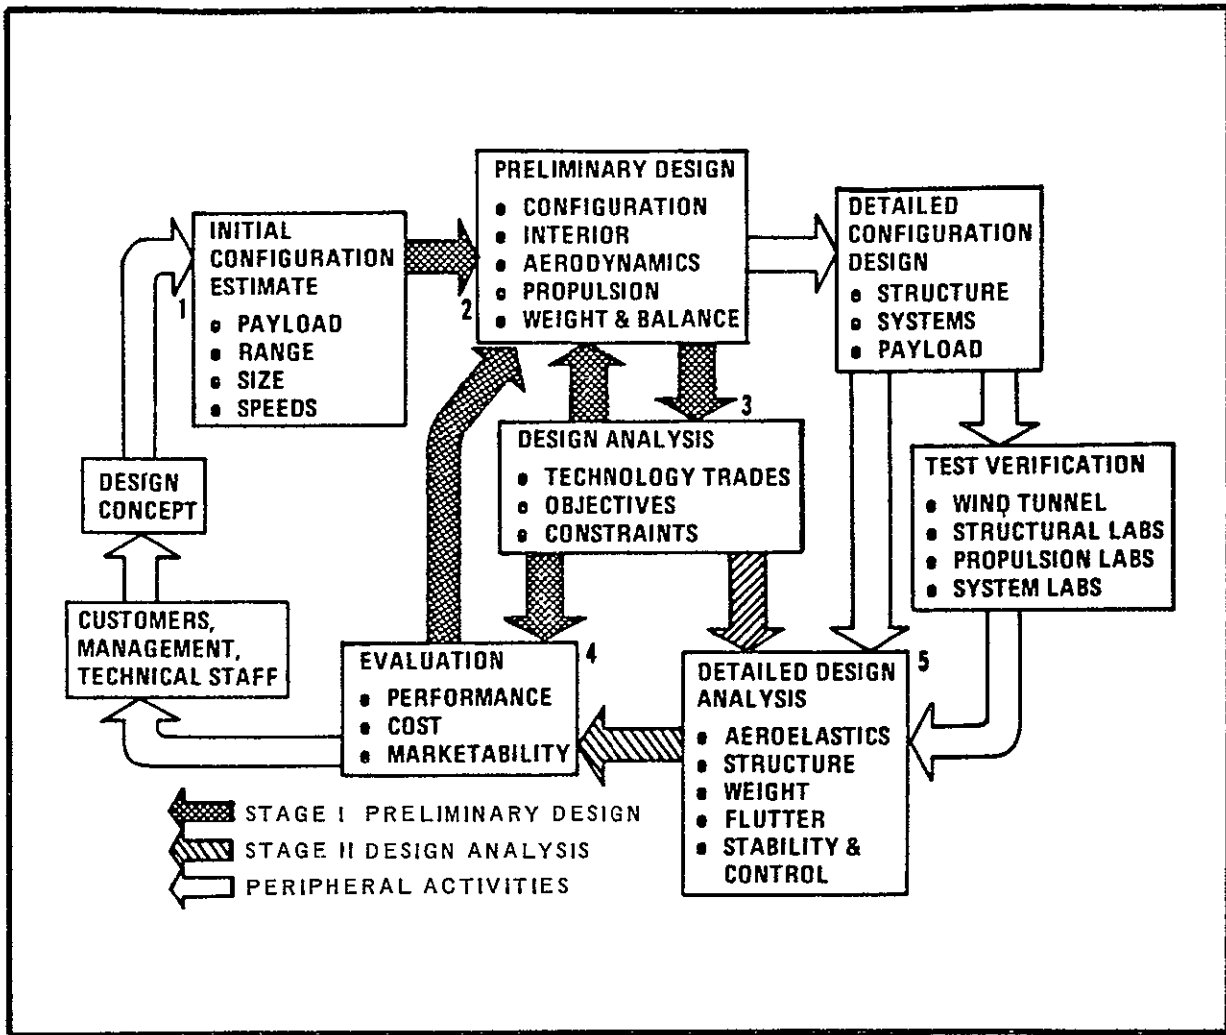 PRELIMINARY DESIGN
• CONFIGURATION
• INTERIOR
• AERODYNAMICS
• PROPULSION
• WEIGHT & BALANCE
2
INITIAL
CONFIGURATION
ESTIMATE
• PAYLOAD
• RANGE
• SIZE
• SPEEDS
1
DETAILED
CONFIGURATION
DESIGN
• STRUCTURE
• SYSTEMS
• PAYLOAD
3
DESIGN ANALYSIS
• TECHNOLOGY TRADES
• OBJECTIVES
• CONSTRAINTS
TEST VERIFICATION
• WIND TUNNEL
• STRUCTURAL LABS
• PROPULSION LABS
• SYSTEM LABS
DESIGN
CONCEPT
CUSTOMERS,
MANAGEMENT,
TECHNICAL STAFF
EVALUATION
• PERFORMANCE
• COST
• MARKETABILITY
4
DETAILED DESIGN
ANALYSIS
• AEROELASTICS
• STRUCTURE
• WEIGHT
• FLUTTER
• STABILITY &
CONTROL
5
STAGE I PRELIMINARY DESIGN
STAGE II DESIGN ANALYSIS
PERIPHERAL ACTIVITIES